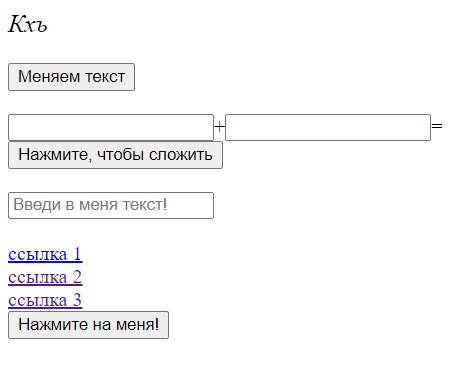 Кхъ
Меняем текст
+=
Нажмите, чтобы сложить
Введи в меня текст!
ссылка 1
ссылка 2
ссылка 3
Нажмите на меня!